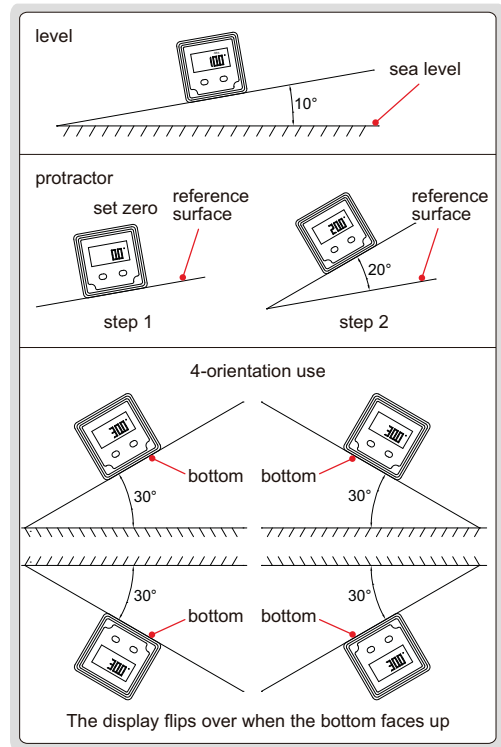 level
10.0°
sea level
10°
protractor
set zero
reference
surface
0.0°
step 1
reference
surface
20.0°
20°
step 2
4-orientation use
30.0°
30.0°
bottom
bottom
30°
30°
30°
30°
bottom
bottom
30.0°
30.0°
The display flips over when the bottom faces up